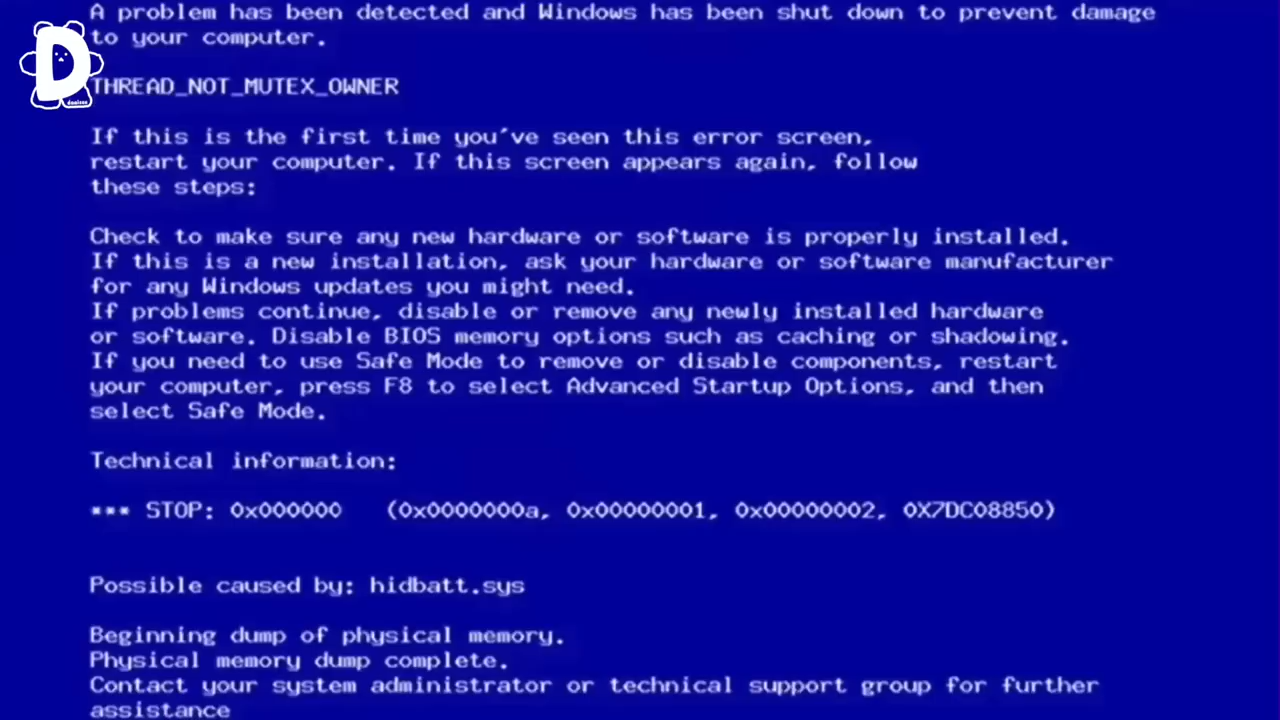 A problem has been detected and Windows has been shut down to prevent damage
to your computer.
THREAD_NOT_MUTEX_OWNER
If this is the first time you've seen this error screen,
restart your computer. If this screen appears again, follow
these steps:
Check to make sure any new hardware or software is properly installed.
If this is a new installation, ask your hardware or software manufacturer
for any Windows updates you might need.
If problems continue, disable or remove any newly installed hardware
or software. Disable BIOS memory options such as caching or shadowing.
If you need to use Safe Mode to remove or disable components, restart
your computer, press F8 to select Advanced Startup Options, and then
select Safe Mode.
Technical information:
*** STOP: 0x000000 (0x0000000a, 0x00000001, 0x00000002, 0X7DC08850)
Possible caused by: hidbatt.sys
Beginning dump of physical memory.
Physical memory dump complete.
Contact your system administrator or technical support group for further
assistance
D